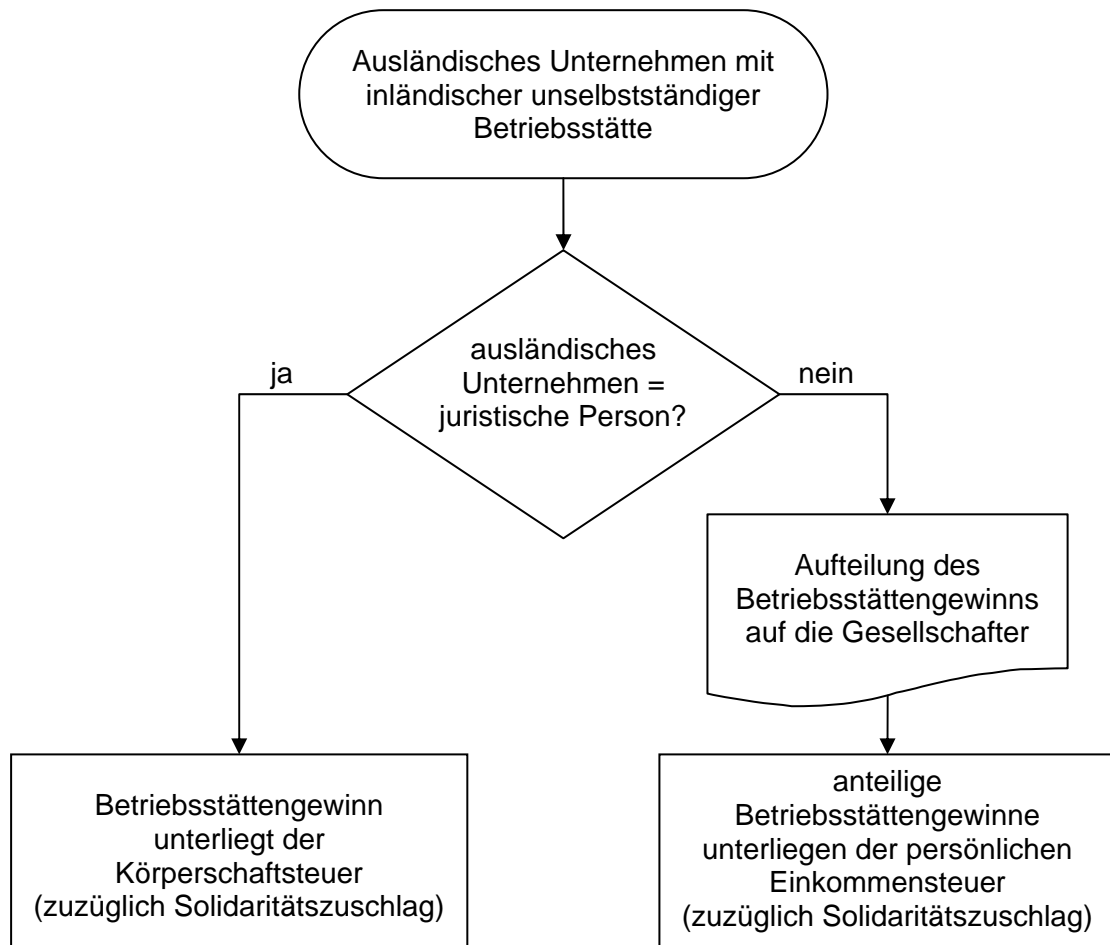 Ausländisches Unternehmen mit
inländischer unselbstständiger
Betriebsstätte
ausländisches
Unternehmen =
juristische Person?
ja
nein
Aufteilung des
Betriebsstättengewinns
auf die Gesellschafter
Betriebsstättengewinn
unterliegt der
Körperschaftsteuer
(zuzüglich Solidaritätszuschlag)
anteilige
Betriebsstättengewinne
unterliegen der persönlichen
Einkommensteuer
(zuzüglich Solidaritätszuschlag)